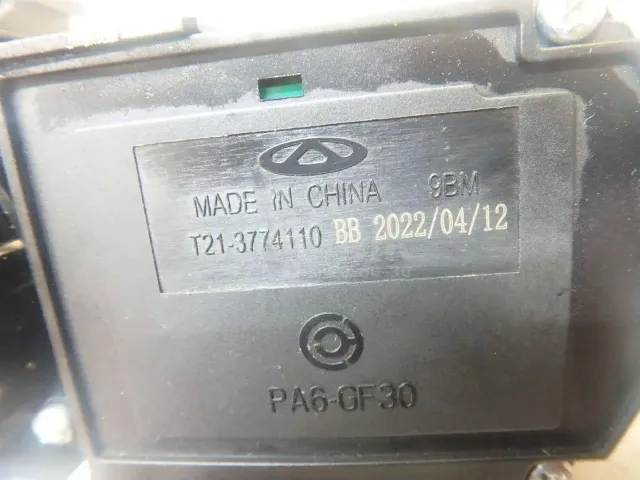 MADE IN CHINA 9BM
T21-3774110 BB 2022/04/12
PA6-GF30